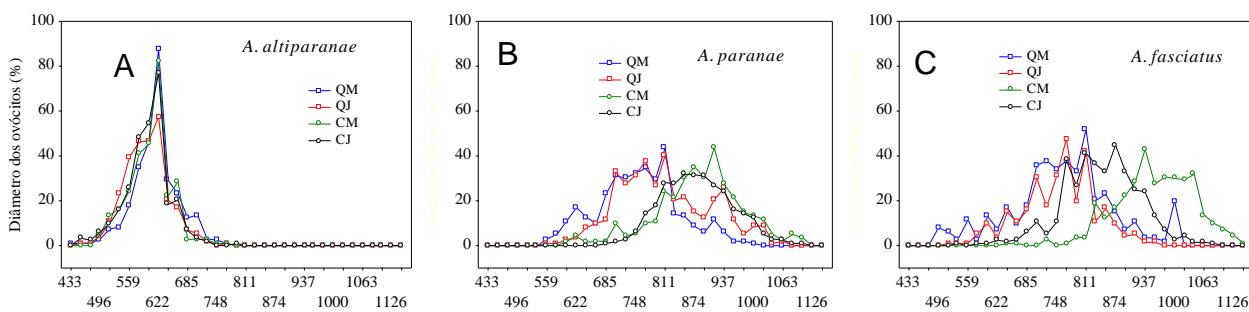 Diâmetro dos ovócitos (%)
100
80
60
40
20
0
A
A. altiparanae
QM
QJ
CM
CJ
433 559 685 811 937 1063
496 622 748 874 1000 1126
100
80
60
40
20
0
B
A. paranae
QM
QJ
CM
CJ
433 559 685 811 937 1063
496 622 748 874 1000 1126
100
80
60
40
20
0
C
A. fasciatus
QM
QJ
CM
CJ
433 559 685 811 937 1063
496 622 748 874 1000 1126